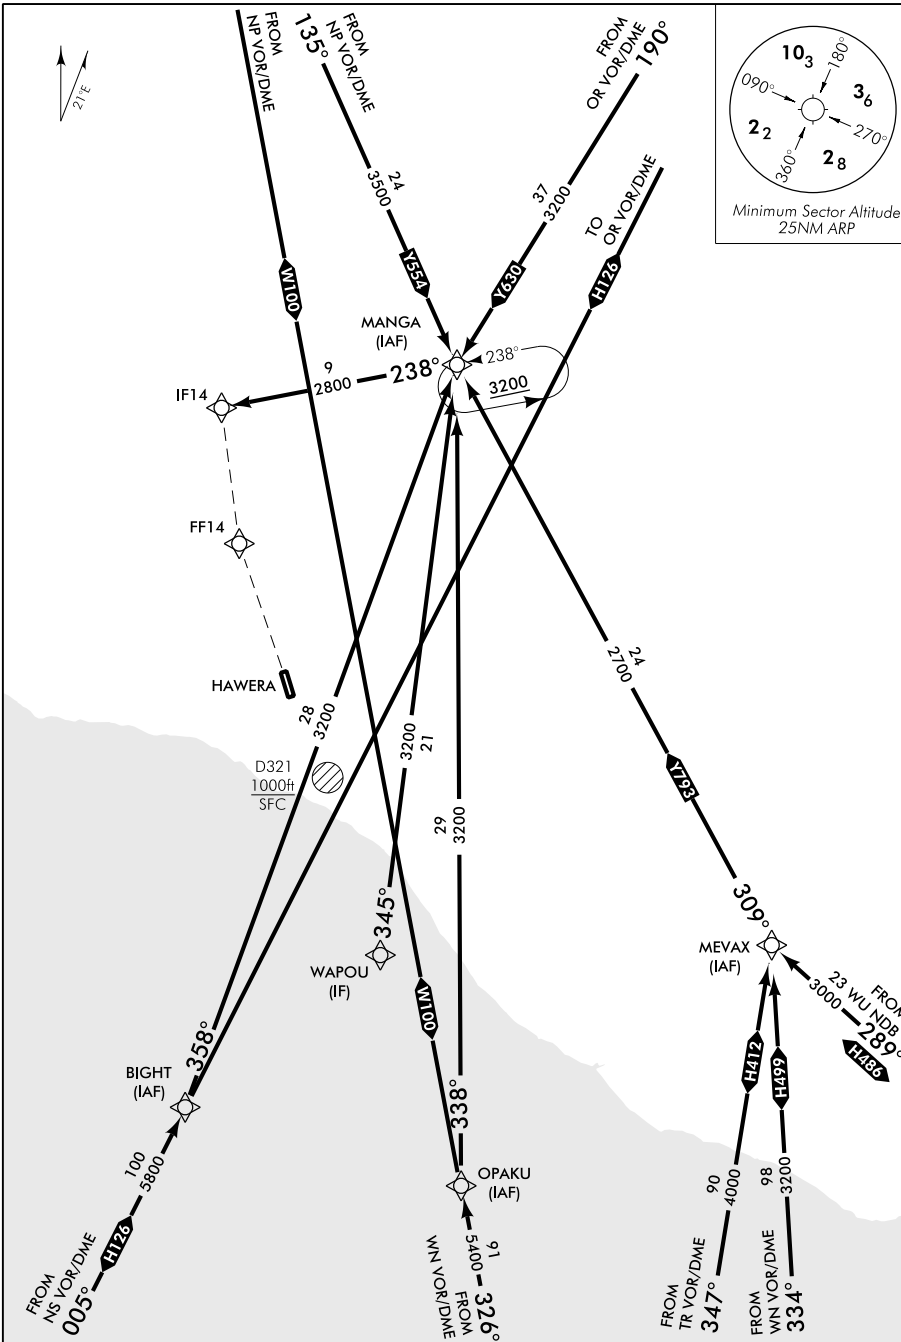 FROM
NP VOR/DME
135°
FROM
NP VOR/DME
FROM
OR VOR/DME
190°
21°E
10₃
180°
090°
3₆
2₂
270°
360°
2₈
Minimum Sector Altitude
25NM ARP
24
3500
37
3200
TO
OR VOR/DME
W100
Y554
Y630
H126
MANGA
(IAF)
238°
238°
3200
9
2800
IF14
FF14
HAWERA
28
3200
D321
1000ft
SFC
3200
21
29
3200
24
2700
Y793
309°
345°
WAPOU
(IF)
MEVAX
(IAF)
FROM
23 WU NDB
3000
289°
H486
W100
358°
BIGHT
(IAF)
338°
H412
H499
OPAKU
(IAF)
100
5800
H126
FROM
NS VOR/DME
005°
91
5400
FROM
WN VOR/DME
326°
90
4000
98
3200
FROM
TR VOR/DME
347°
FROM
WN VOR/DME
334°